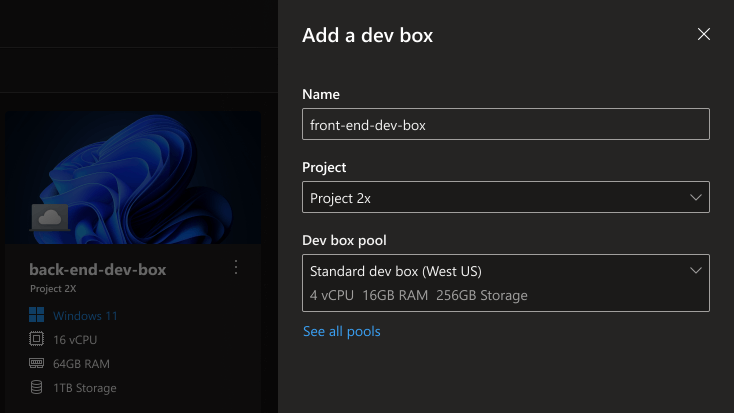 Add a dev box
Name
front-end-dev-box
Project
Project 2x
Dev box pool
Standard dev box (West US)
4 vCPU 16GB RAM 256GB Storage
See all pools
back-end-dev-box
Project 2X
Windows 11
16 vCPU
64GB RAM
1TB Storage